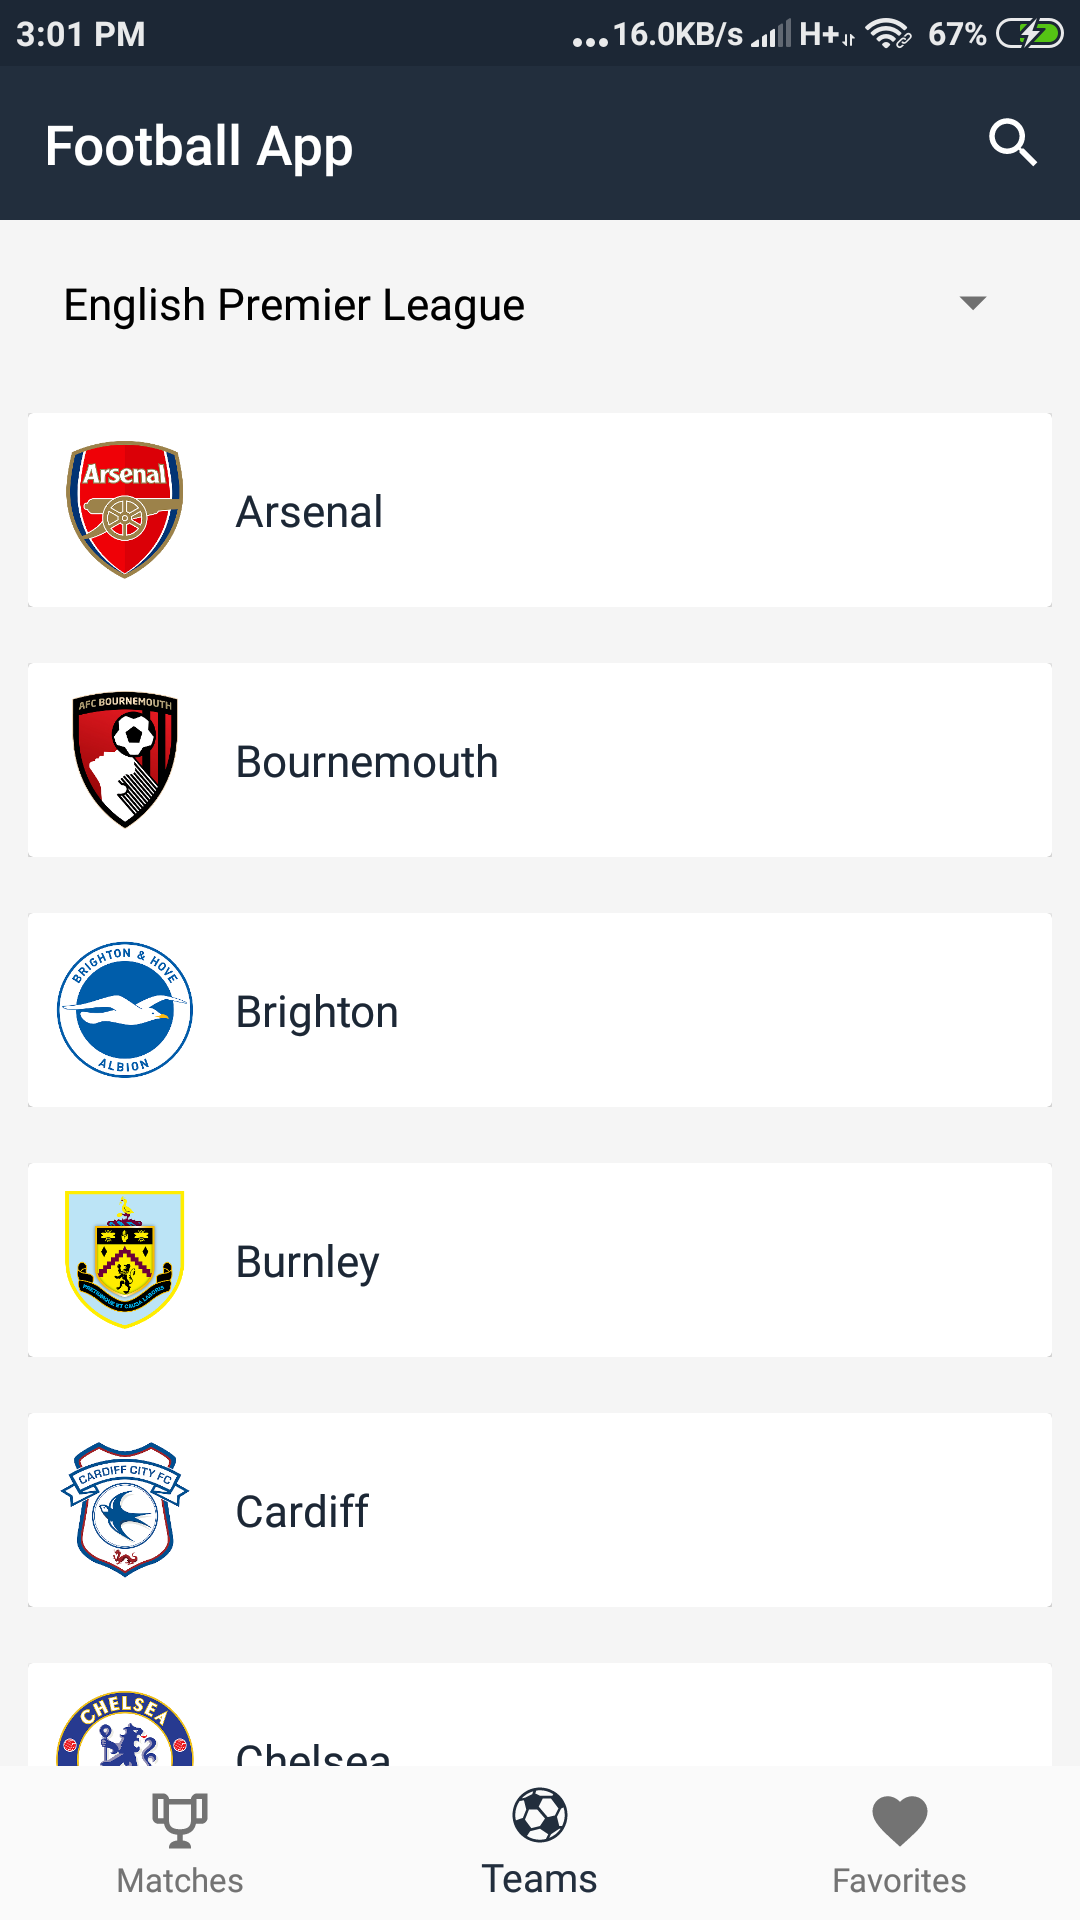 3:01 PM
...16.0KB/s H+ 67%
Football App
English Premier League
Arsenal
Arsenal
AFC BOURNEMOUTH
Bournemouth
BRIGHTON & HOVE
ALBION
Brighton
Burnley
CARDIFF CITY FC
Cardiff
CHELSEA
Chelsea
Matches
Teams
Favorites